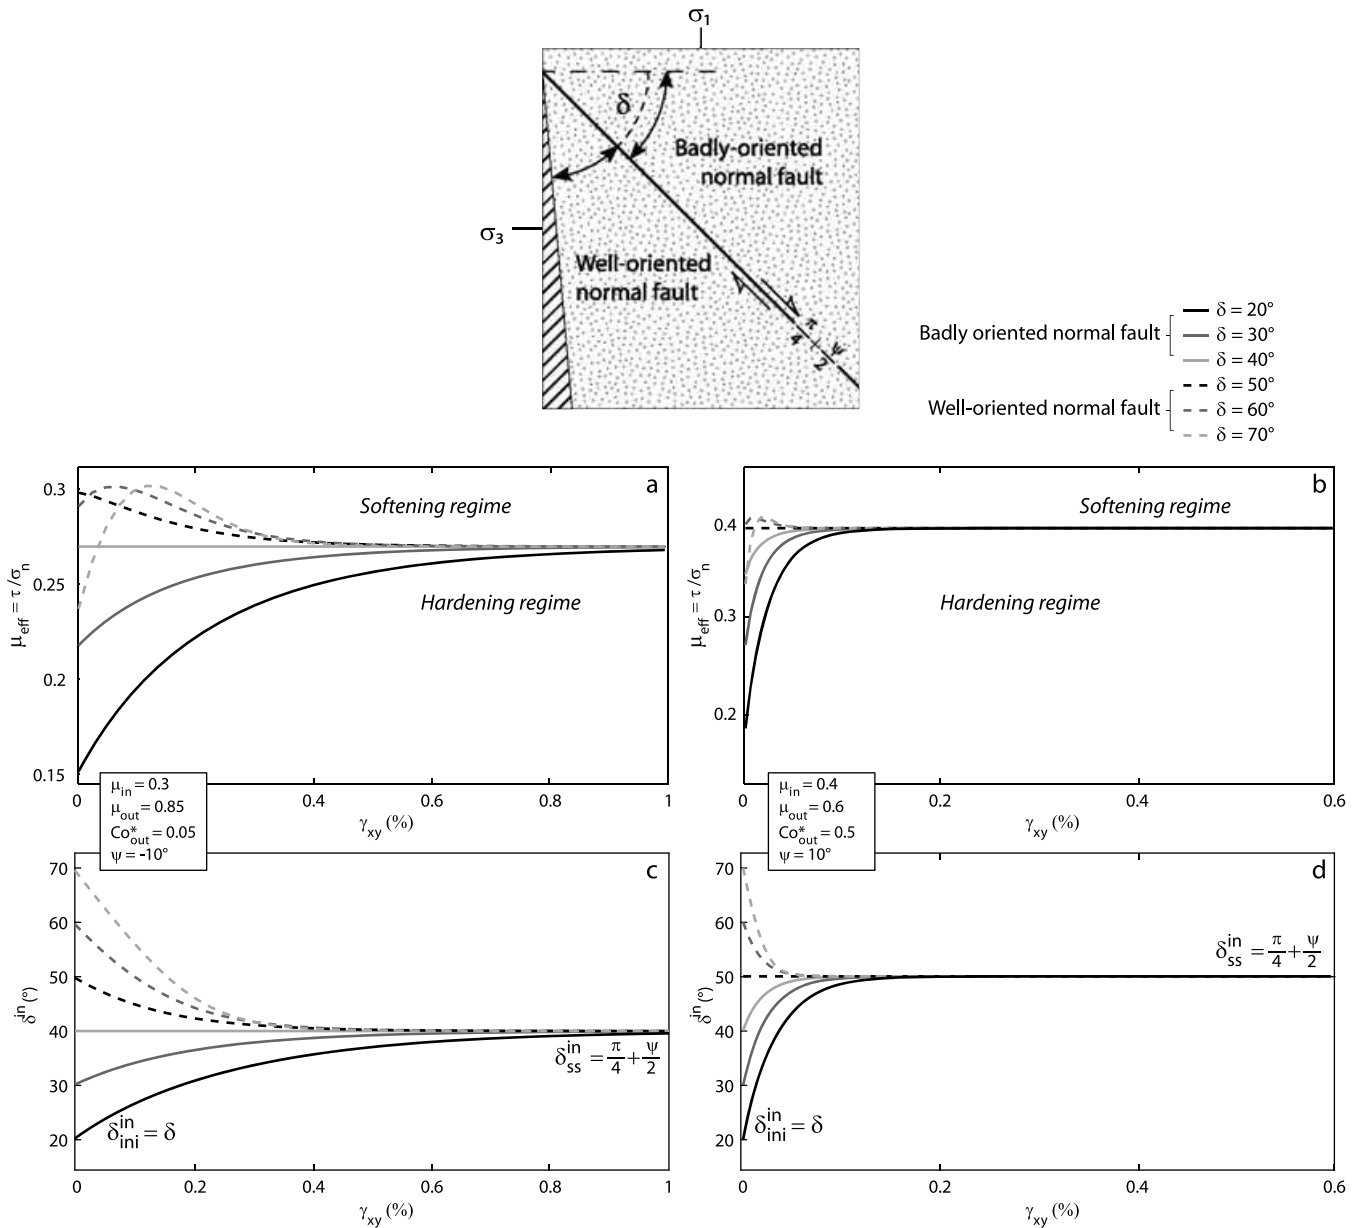 σ1
δ
Badly-oriented
normal fault
σ3
Well-oriented
normal fault
π/4 + ψ/2
Badly oriented normal fault
δ = 20°
δ = 30°
δ = 40°
Well-oriented normal fault
δ = 50°
δ = 60°
δ = 70°
a
Softening regime
Hardening regime
μeff = τ/σn
0.3
0.25
0.2
0.15
0
0.2
0.4
0.6
0.8
1
γxy (%)
μin = 0.3
μout = 0.85
Co*out = 0.05
ψ = -10°
b
Softening regime
Hardening regime
μeff = τ/σn
0.4
0.3
0.2
0
0.2
0.4
0.6
γxy (%)
μin = 0.4
μout = 0.6
Co*out = 0.5
ψ = 10°
c
δin (°)
70
60
50
40
30
20
δinss = π/4 + ψ/2
δinini = δ
0
0.2
0.4
0.6
0.8
1
γxy (%)
d
δin (°)
70
60
50
40
30
20
δinss = π/4 + ψ/2
δinini = δ
0
0.2
0.4
0.6
γxy (%)